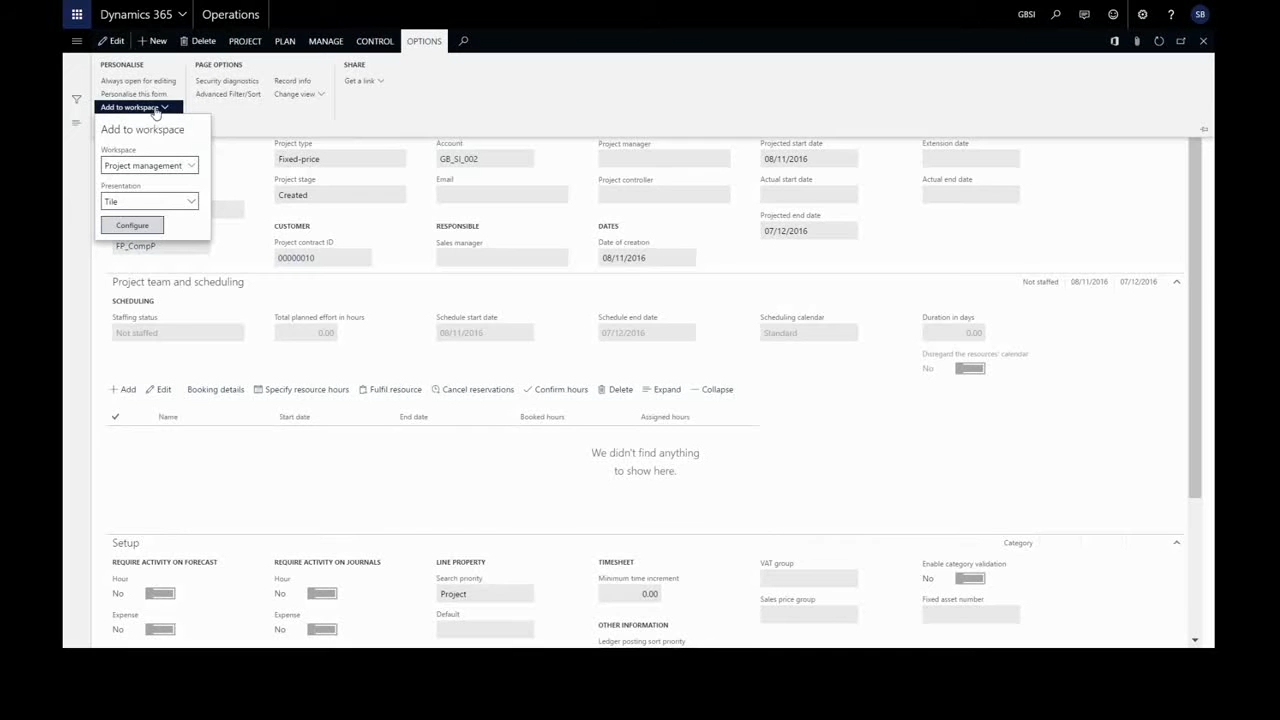 Dynamics 365 Operations GBSI ? SB
Edit New Delete PROJECT PLAN MANAGE CONTROL OPTIONS
PERSONALISE PAGE OPTIONS SHARE
Always open for editing Security diagnostics Record info Get a link
Personalise this form Advanced Filter/Sort Change view
Add to workspace
Add to workspace
Workspace
Project management
Presentation
Tile
Configure
FP_CompP
Project type Account Project manager Projected start date Extension date
Fixed-price GB_SI_002 08/11/2016
Project stage Email Project controller Actual start date Actual end date
Created
Projected end date
CUSTOMER RESPONSIBLE DATES 07/12/2016
Project contract ID Sales manager Date of creation
00000010 08/11/2016
Project team and scheduling Not staffed 08/11/2016 07/12/2016
SCHEDULING
Staffing status Total planned effort in hours Schedule start date Schedule end date Scheduling calendar Duration in days
Not staffed 0.00 08/11/2016 07/12/2016 Standard 0.00
Disregard the resources' calendar
No
Add Edit Booking details Specify resource hours Fulfil resource Cancel reservations Confirm hours Delete Expand Collapse
Name Start date End date Booked hours Assigned hours
We didn't find anything
to show here.
Setup Category
REQUIRE ACTIVITY ON FORECAST REQUIRE ACTIVITY ON JOURNALS LINE PROPERTY TIMESHEET VAT group Enable category validation
Hour Hour Search priority Minimum time increment No
No No Project 0.00
Sales price group Fixed asset number
Expense Expense Default
No No OTHER INFORMATION
Ledger posting sort priority